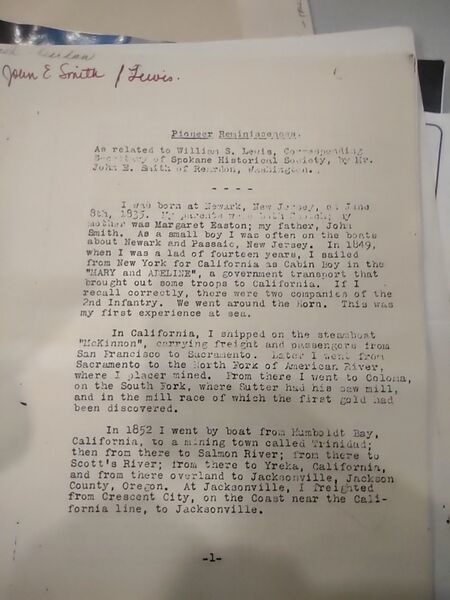 John E Smith / Lewis.
Pioneer Reminiscences.
As related to William S. Lewis, Corresponding
Secretary of Spokane Historical Society, by Mr.
John E. Smith of Reardon, Washington.
- - - -
I was born at Newark, New Jersey, on June
8th, 1835. My parents were both Scotch; my
mother was Margaret Easton; my father, John
Smith. As a small boy I was often on the boats
about Newark and Passaic, New Jersey. In 1849,
when I was a lad of fourteen years, I sailed
from New York for California as Cabin Boy in the
"MARY and ADELINE", a government transport that
brought out some troops to California. If I
recall correctly, there were two companies of the
2nd Infantry. We went around the Horn. This was
my first experience at sea.
In California, I shipped on the steamboat
"McKinnon", carrying freight and passengers from
San Francisco to Sacramento. Later I went from
Sacramento to the North Fork of American River,
where I placer mined. From there I went to Coloma,
on the South Fork, where Sutter had his saw mill,
and in the mill race of which the first gold had
been discovered.
In 1852 I went by boat from Humboldt Bay,
California, to a mining town called Trinidad;
then from there to Salmon River; from there to
Scott's River; from there to Yreka, California,
and from there overland to Jacksonville, Jackson
County, Oregon. At Jacksonville, I freighted
from Crescent City, on the Coast near the Cali-
fornia line, to Jacksonville.
-1-